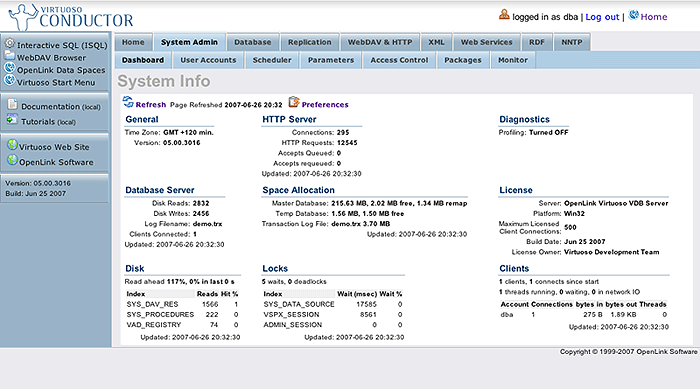 VIRTUOSO
CONDUCTOR
logged in as dba | Log out | Home
Interactive SQL (ISQL)
WebDAV Browser
OpenLink Data Spaces
Virtuoso Start Menu
Documentation (local)
Tutorials (local)
Virtuoso Web Site
OpenLink Software
Version: 05.00.3016
Build: Jun 25 2007
Home System Admin Database Replication WebDAV & HTTP XML Web Services RDF NNTP
Dashboard User Accounts Scheduler Parameters Access Control Packages Monitor
System Info
Refresh Page Refreshed 2007-06-26 20:32 Preferences
General
Time Zone: GMT +120 min.
Version: 05.00.3016
HTTP Server
Connections: 295
HTTP Requests: 12545
Accepts Queued: 0
Accepts requeued: 0
Updated: 2007-06-26 20:32:30
Diagnostics
Profiling: Turned OFF
Database Server
Disk Reads: 2832
Disk Writes: 2456
Log Filename: demo.trx
Clients Connected: 1
Updated: 2007-06-26 20:32:30
Space Allocation
Master Database: 215.63 MB, 2.02 MB free, 1.34 MB remap
Temp Database: 1.56 MB, 1.50 MB free
Transaction Log File: demo.trx 3.70 MB
Updated: 2007-06-26 20:32:30
License
Server: OpenLink Virtuoso VDB Server
Platform: Win32
Maximum Licensed
Client Connections: 500
Build Date: Jun 25 2007
License Owner: Virtuoso Development Team
Disk
Read ahead 117%, 0% in last 0 s
Index Reads Hit %
SYS_DAV_RES 1566 1
SYS_PROCEDURES 222 0
VAD_REGISTRY 74 0
Updated: 2007-06-26 20:32:30
Locks
5 waits, 0 deadlocks
Index Wait (msec) Wait %
SYS_DATA_SOURCE 17585 0
VSPX_SESSION 8561 0
ADMIN_SESSION 0 0
Updated: 2007-06-26 20:32:30
Clients
1 clients, 1 connects since start
1 threads running, 0 waiting, 0 in network IO
Account Connections bytes in bytes out Threads
dba 1 275 B 1.89 KB 0
Updated: 2007-06-26 20:32:30
Copyright © 1999-2007 OpenLink Software